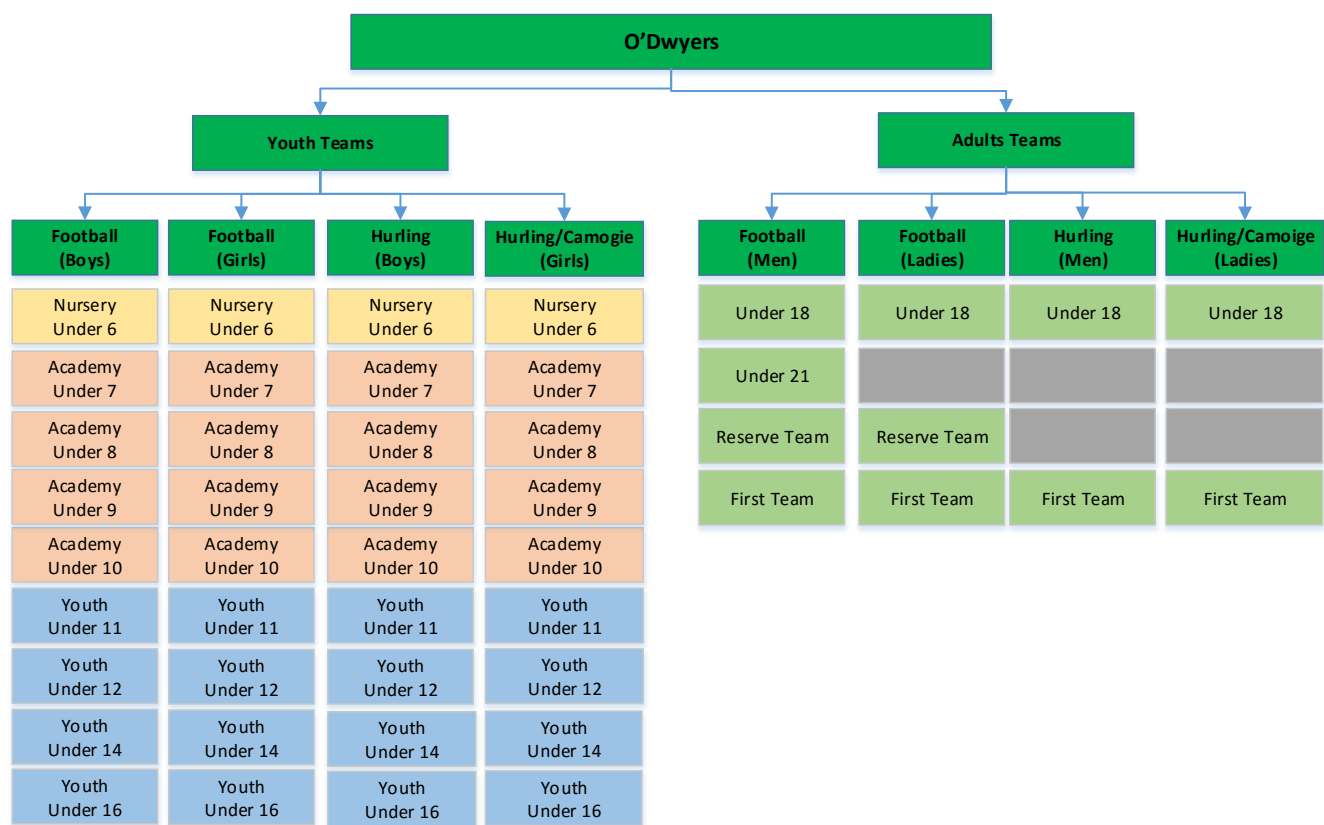 O’Dwyers
Youth Teams
Adults Teams
Football
(Boys)
Football
(Girls)
Hurling
(Boys)
Hurling/Camogie
(Girls)
Football
(Men)
Football
(Ladies)
Hurling
(Men)
Hurling/Camoige
(Ladies)
Nursery
Under 6
Nursery
Under 6
Nursery
Under 6
Nursery
Under 6
Under 18
Under 18
Under 18
Under 18
Academy
Under 7
Academy
Under 7
Academy
Under 7
Academy
Under 7
Under 21
Academy
Under 8
Academy
Under 8
Academy
Under 8
Academy
Under 8
Reserve Team
Reserve Team
Academy
Under 9
Academy
Under 9
Academy
Under 9
Academy
Under 9
First Team
First Team
First Team
First Team
Academy
Under 10
Academy
Under 10
Academy
Under 10
Academy
Under 10
Youth
Under 11
Youth
Under 11
Youth
Under 11
Youth
Under 11
Youth
Under 12
Youth
Under 12
Youth
Under 12
Youth
Under 12
Youth
Under 14
Youth
Under 14
Youth
Under 14
Youth
Under 14
Youth
Under 16
Youth
Under 16
Youth
Under 16
Youth
Under 16